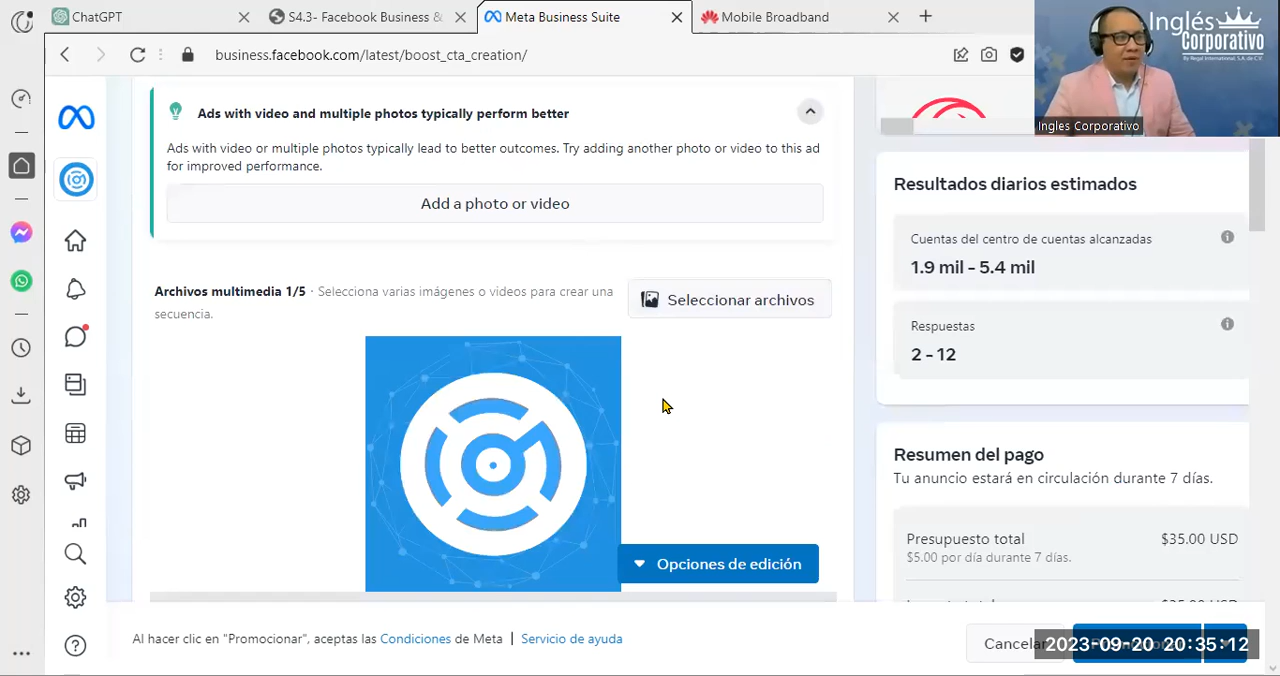 ChatGPT
S4.3- Facebook Business &
Meta Business Suite
Mobile Broadband
business.facebook.com/latest/boost_cta_creation/
Inglés
Corporativo
By Regal International, S.A. de C.V.
Ingles Corporativo
Ads with video and multiple photos typically perform better
Ads with video or multiple photos typically lead to better outcomes. Try adding another photo or video to this ad
for improved performance.
Add a photo or video
Archivos multimedia 1/5 · Selecciona varias imágenes o videos para crear una
secuencia.
Seleccionar archivos
Opciones de edición
Resultados diarios estimados
Cuentas del centro de cuentas alcanzadas
1.9 mil - 5.4 mil
Respuestas
2 - 12
Resumen del pago
Tu anuncio estará en circulación durante 7 días.
Presupuesto total $35.00 USD
$5.00 por día durante 7 días.
Al hacer clic en "Promocionar", aceptas las Condiciones de Meta | Servicio de ayuda
Cancelar
2023-09-20 20:35:12